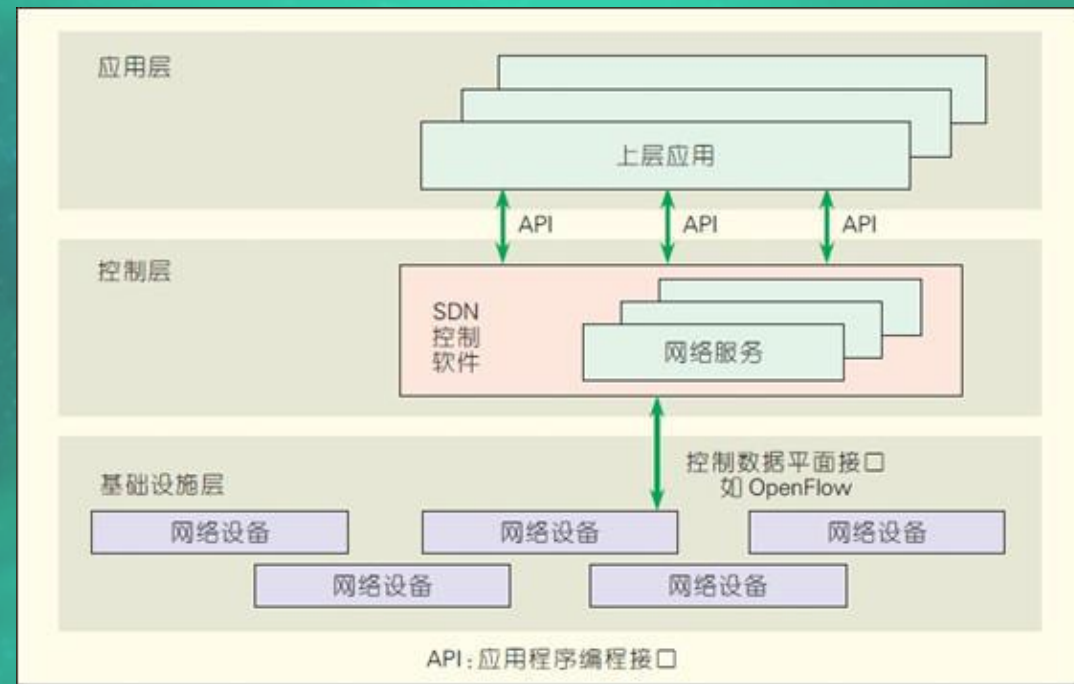 应用层
上层应用
API
API
API
控制层
SDN
控制
软件
网络服务
控制数据平面接口
如 OpenFlow
基础设施层
网络设备
网络设备
网络设备
网络设备
网络设备
API:应用程序编程接口